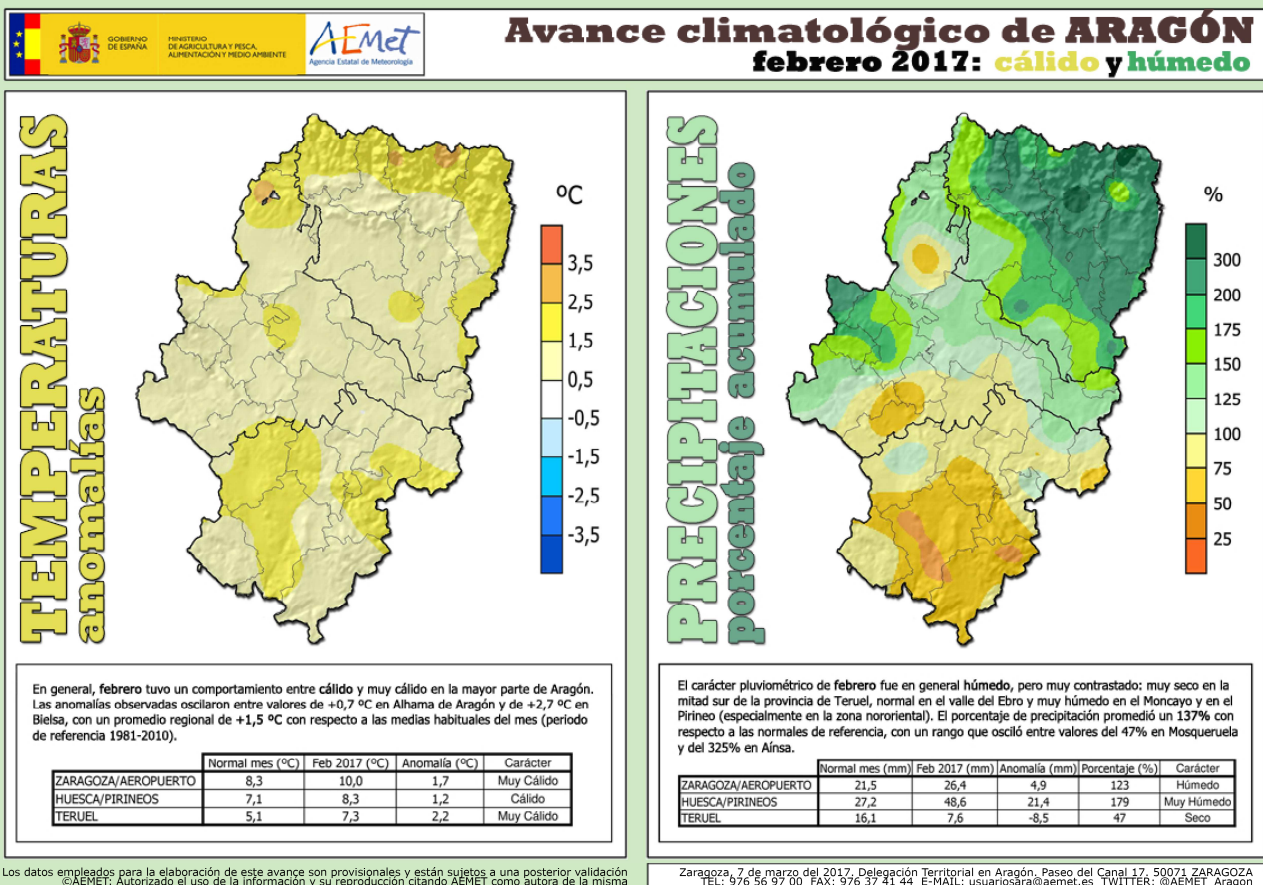 GOBIERNO
DE ESPAÑA
MINISTERIO
DE AGRICULTURA Y PESCA,
ALIMENTACIÓN Y MEDIO AMBIENTE
AEMet
Agencia Estatal de Meteorología
Avance climatológico de ARAGÓN
febrero 2017: cálido y húmedo
TEMPERATURAS
anomalías
ºC
3,5
2,5
1,5
0,5
-0,5
-1,5
-2,5
-3,5
En general, febrero tuvo un comportamiento entre cálido y muy cálido en la mayor parte de Aragón.
Las anomalías observadas oscilaron entre valores de +0,7 ºC en Alhama de Aragón y de +2,7 ºC en
Bielsa, con un promedio regional de +1,5 ºC con respecto a las medias habituales del mes (periodo
de referencia 1981-2010).
Normal mes (ºC) Feb 2017 (ºC) Anomalía (ºC) Carácter
ZARAGOZA/AEROPUERTO 8,3 10,0 1,7 Muy Cálido
HUESCA/PIRINEOS 7,1 8,3 1,2 Cálido
TERUEL 5,1 7,3 2,2 Muy Cálido
PRECIPITACIONES
porcentaje acumulado
%
300
200
175
150
125
100
75
50
25
El carácter pluviométrico de febrero fue en general húmedo, pero muy contrastado: muy seco en la
mitad sur de la provincia de Teruel, normal en el valle del Ebro y muy húmedo en el Moncayo y en el
Pirineo (especialmente en la zona nororiental). El porcentaje de precipitación promedió un 137% con
respecto a las normales de referencia, con un rango que osciló entre valores del 47% en Mosqueruela
y del 325% en Aínsa.
Normal mes (mm) Feb 2017 (mm) Anomalía (mm) Porcentaje (%) Carácter
ZARAGOZA/AEROPUERTO 21,5 26,4 4,9 123 Húmedo
HUESCA/PIRINEOS 27,2 48,6 21,4 179 Muy Húmedo
TERUEL 16,1 7,6 -8,5 47 Seco
Los datos empleados para la elaboración de este avance son provisionales y están sujetos a una posterior validación
©AEMET: Autorizado el uso de la información y su reproducción citando AEMET como autora de la misma
Zaragoza, 7 de marzo del 2017. Delegación Territorial en Aragón. Paseo del Canal 17. 50071 ZARAGOZA
TEL: 976 56 97 00 FAX: 976 37 41 44 E-MAIL: usuariosara@aemet.es TWITTER: @AEMET_Aragon